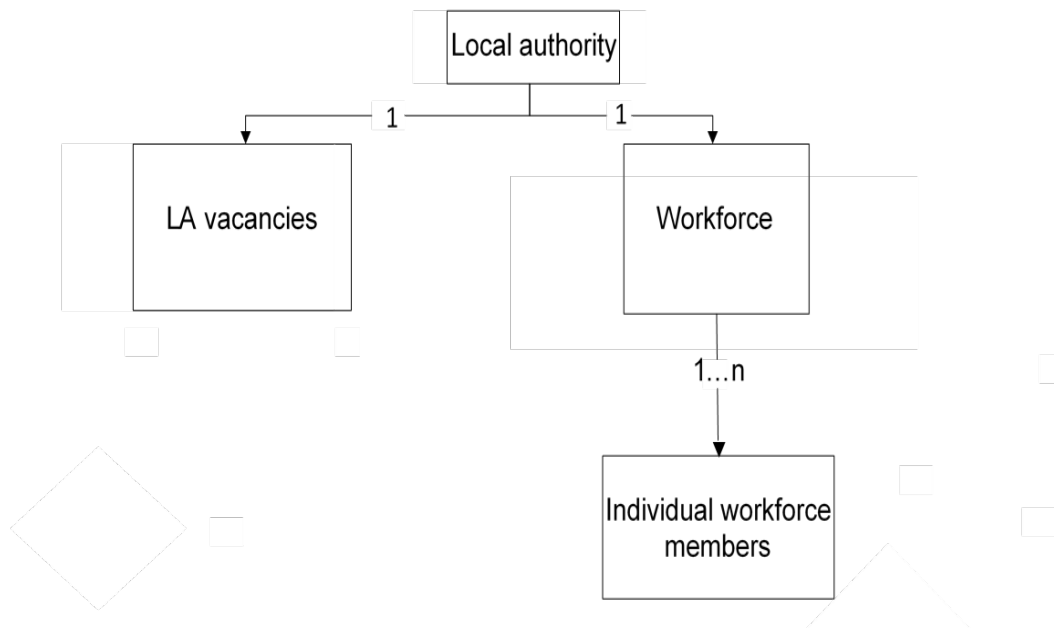 Local authority
1
1
LA vacancies
Workforce
1...n
Individual workforce
members